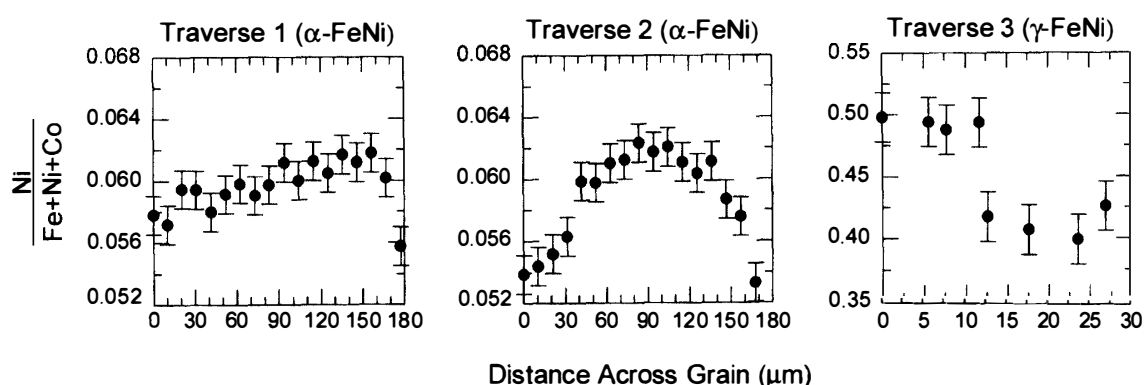 Traverse 1 (α-FeNi)
Traverse 2 (α-FeNi)
Traverse 3 (γ-FeNi)
Ni
Fe+Ni+Co
0.068
0.064
0.060
0.056
0.052
0 30 60 90 120 150 180
0.068
0.064
0.060
0.056
0.052
0 30 60 90 120 150 180
0.55
0.50
0.45
0.40
0.35
0 5 10 15 20 25 30
Distance Across Grain (μm)